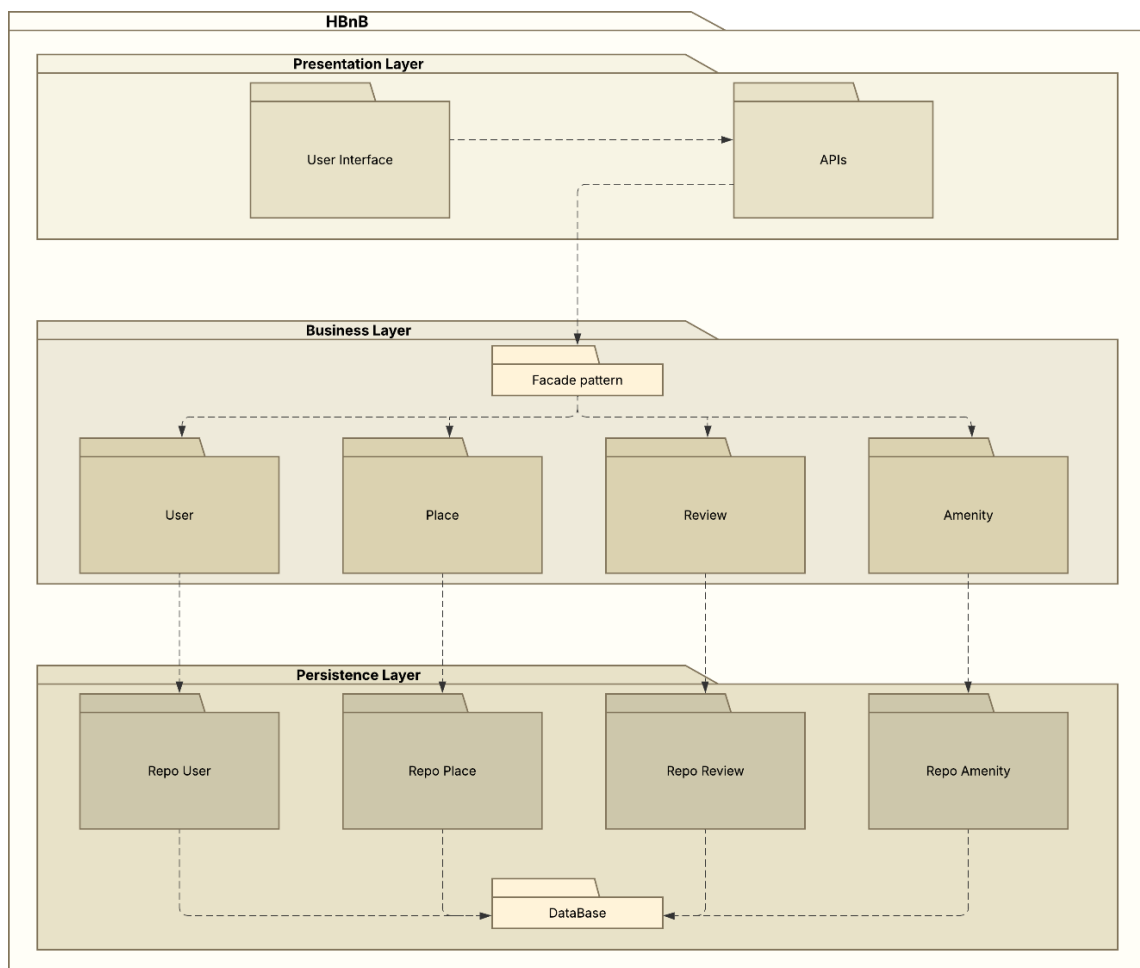 HBnB
Presentation Layer
User Interface
APIs
Business Layer
Facade pattern
User
Place
Review
Amenity
Persistence Layer
Repo User
Repo Place
Repo Review
Repo Amenity
DataBase